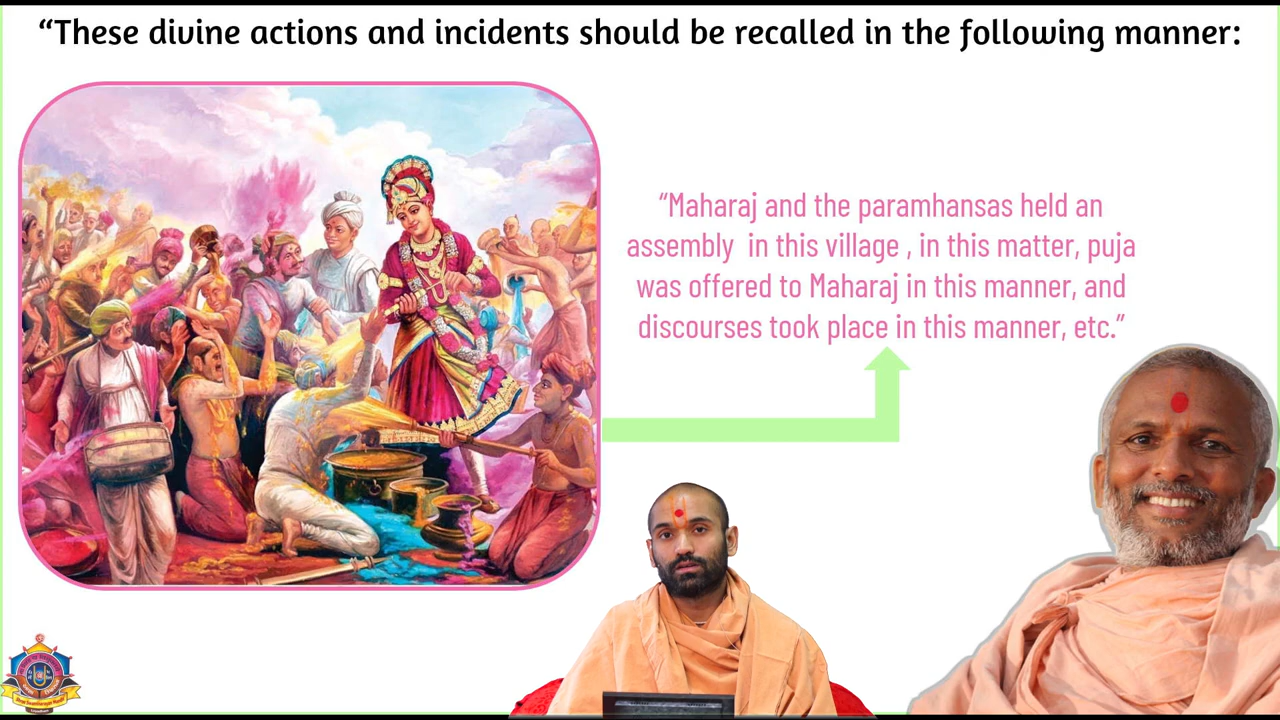 “These divine actions and incidents should be recalled in the following manner:
“Maharaj and the paramhansas held an
assembly in this village , in this matter, puja
was offered to Maharaj in this manner, and
discourses took place in this manner, etc.”